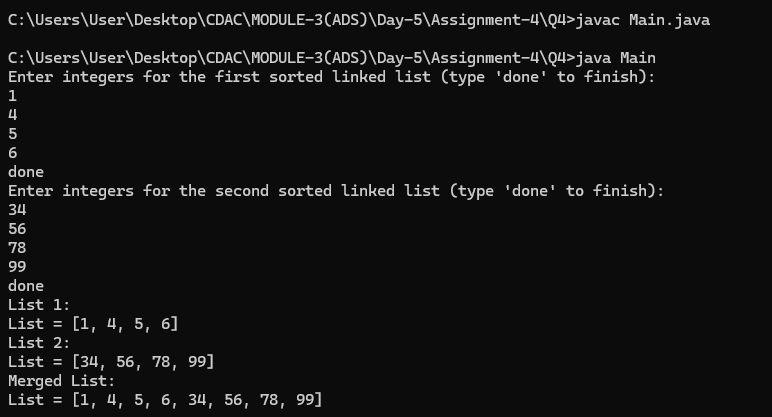 C:\Users\User\Desktop\CDAC\MODULE-3(ADS)\Day-5\Assignment-4\Q4>javac Main.java
C:\Users\User\Desktop\CDAC\MODULE-3(ADS)\Day-5\Assignment-4\Q4>java Main
Enter integers for the first sorted linked list (type 'done' to finish):
1
4
5
6
done
Enter integers for the second sorted linked list (type 'done' to finish):
34
56
78
99
done
List 1:
List = [1, 4, 5, 6]
List 2:
List = [34, 56, 78, 99]
Merged List:
List = [1, 4, 5, 6, 34, 56, 78, 99]